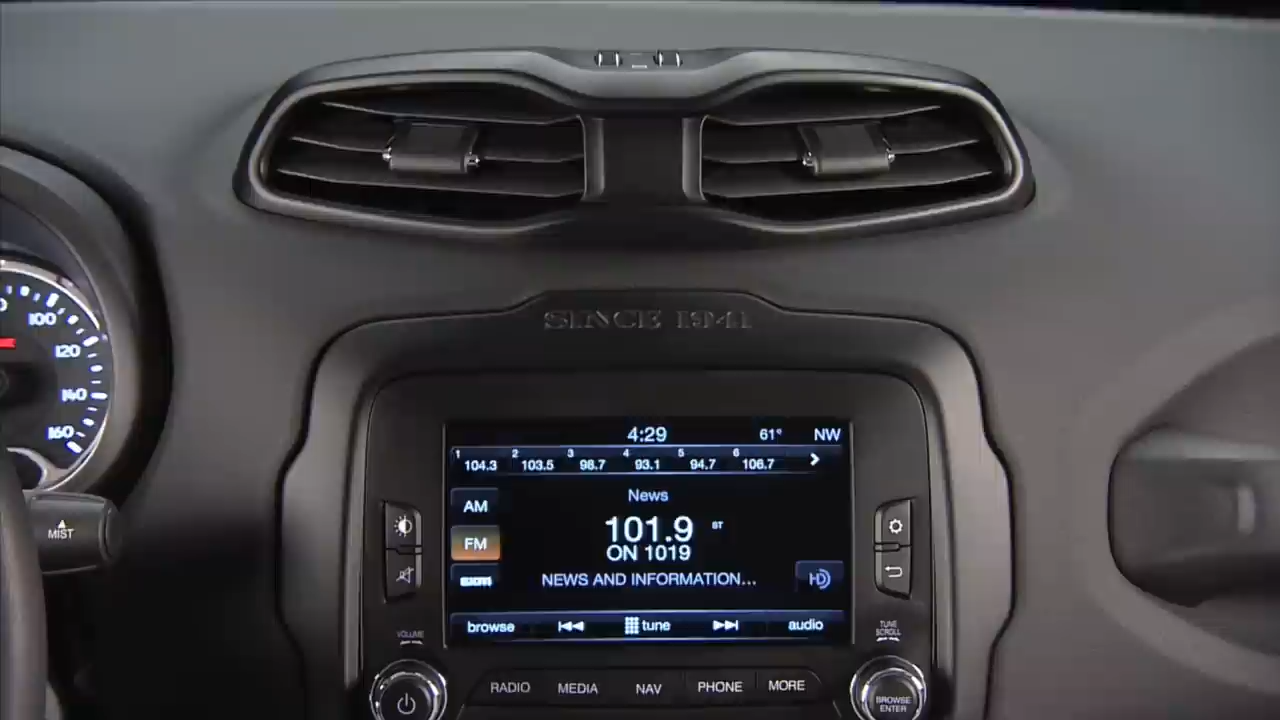 SINCE 1941
100
120
140
160
MIST
4:29 61° NW
1 104.3 2 103.5 3 98.7 4 93.1 5 94.7 6 106.7
AM
FM
News
101.9 ST
ON 1019
NEWS AND INFORMATION...
HD
browse tune audio
VOLUME
TUNE
SCROLL
RADIO MEDIA NAV PHONE MORE
BROWSE
ENTER